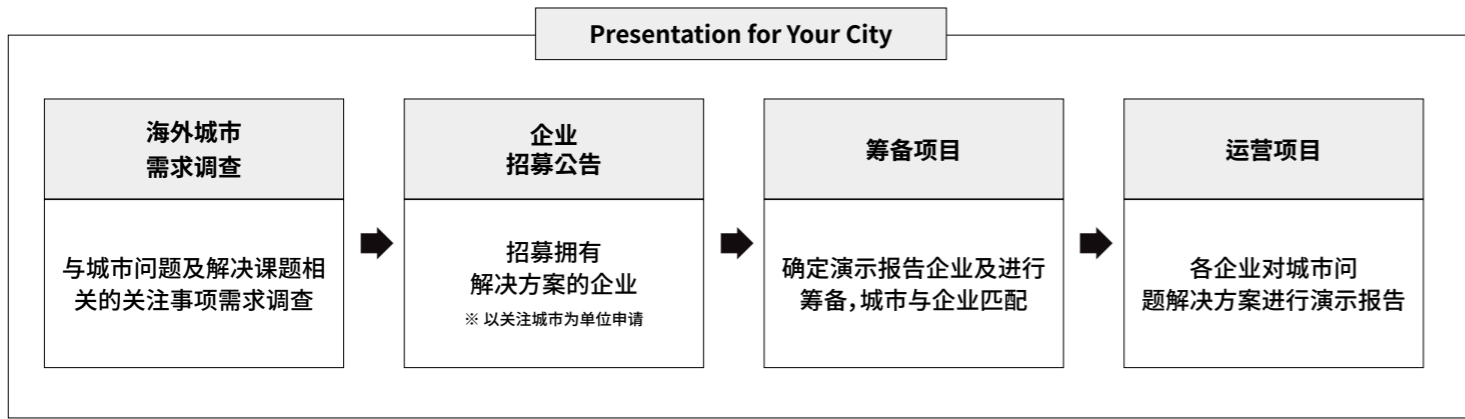 Presentation for Your City
海外城市
需求调查
与城市问题及解决课题相
关的关注事项需求调查
企业
招募公告
招募拥有
解决方案的企业
※ 以关注城市为单位申请
筹备项目
确定演示报告企业及进行
筹备,城市与企业匹配
运营项目
各企业对城市问
题解决方案进行演示报告